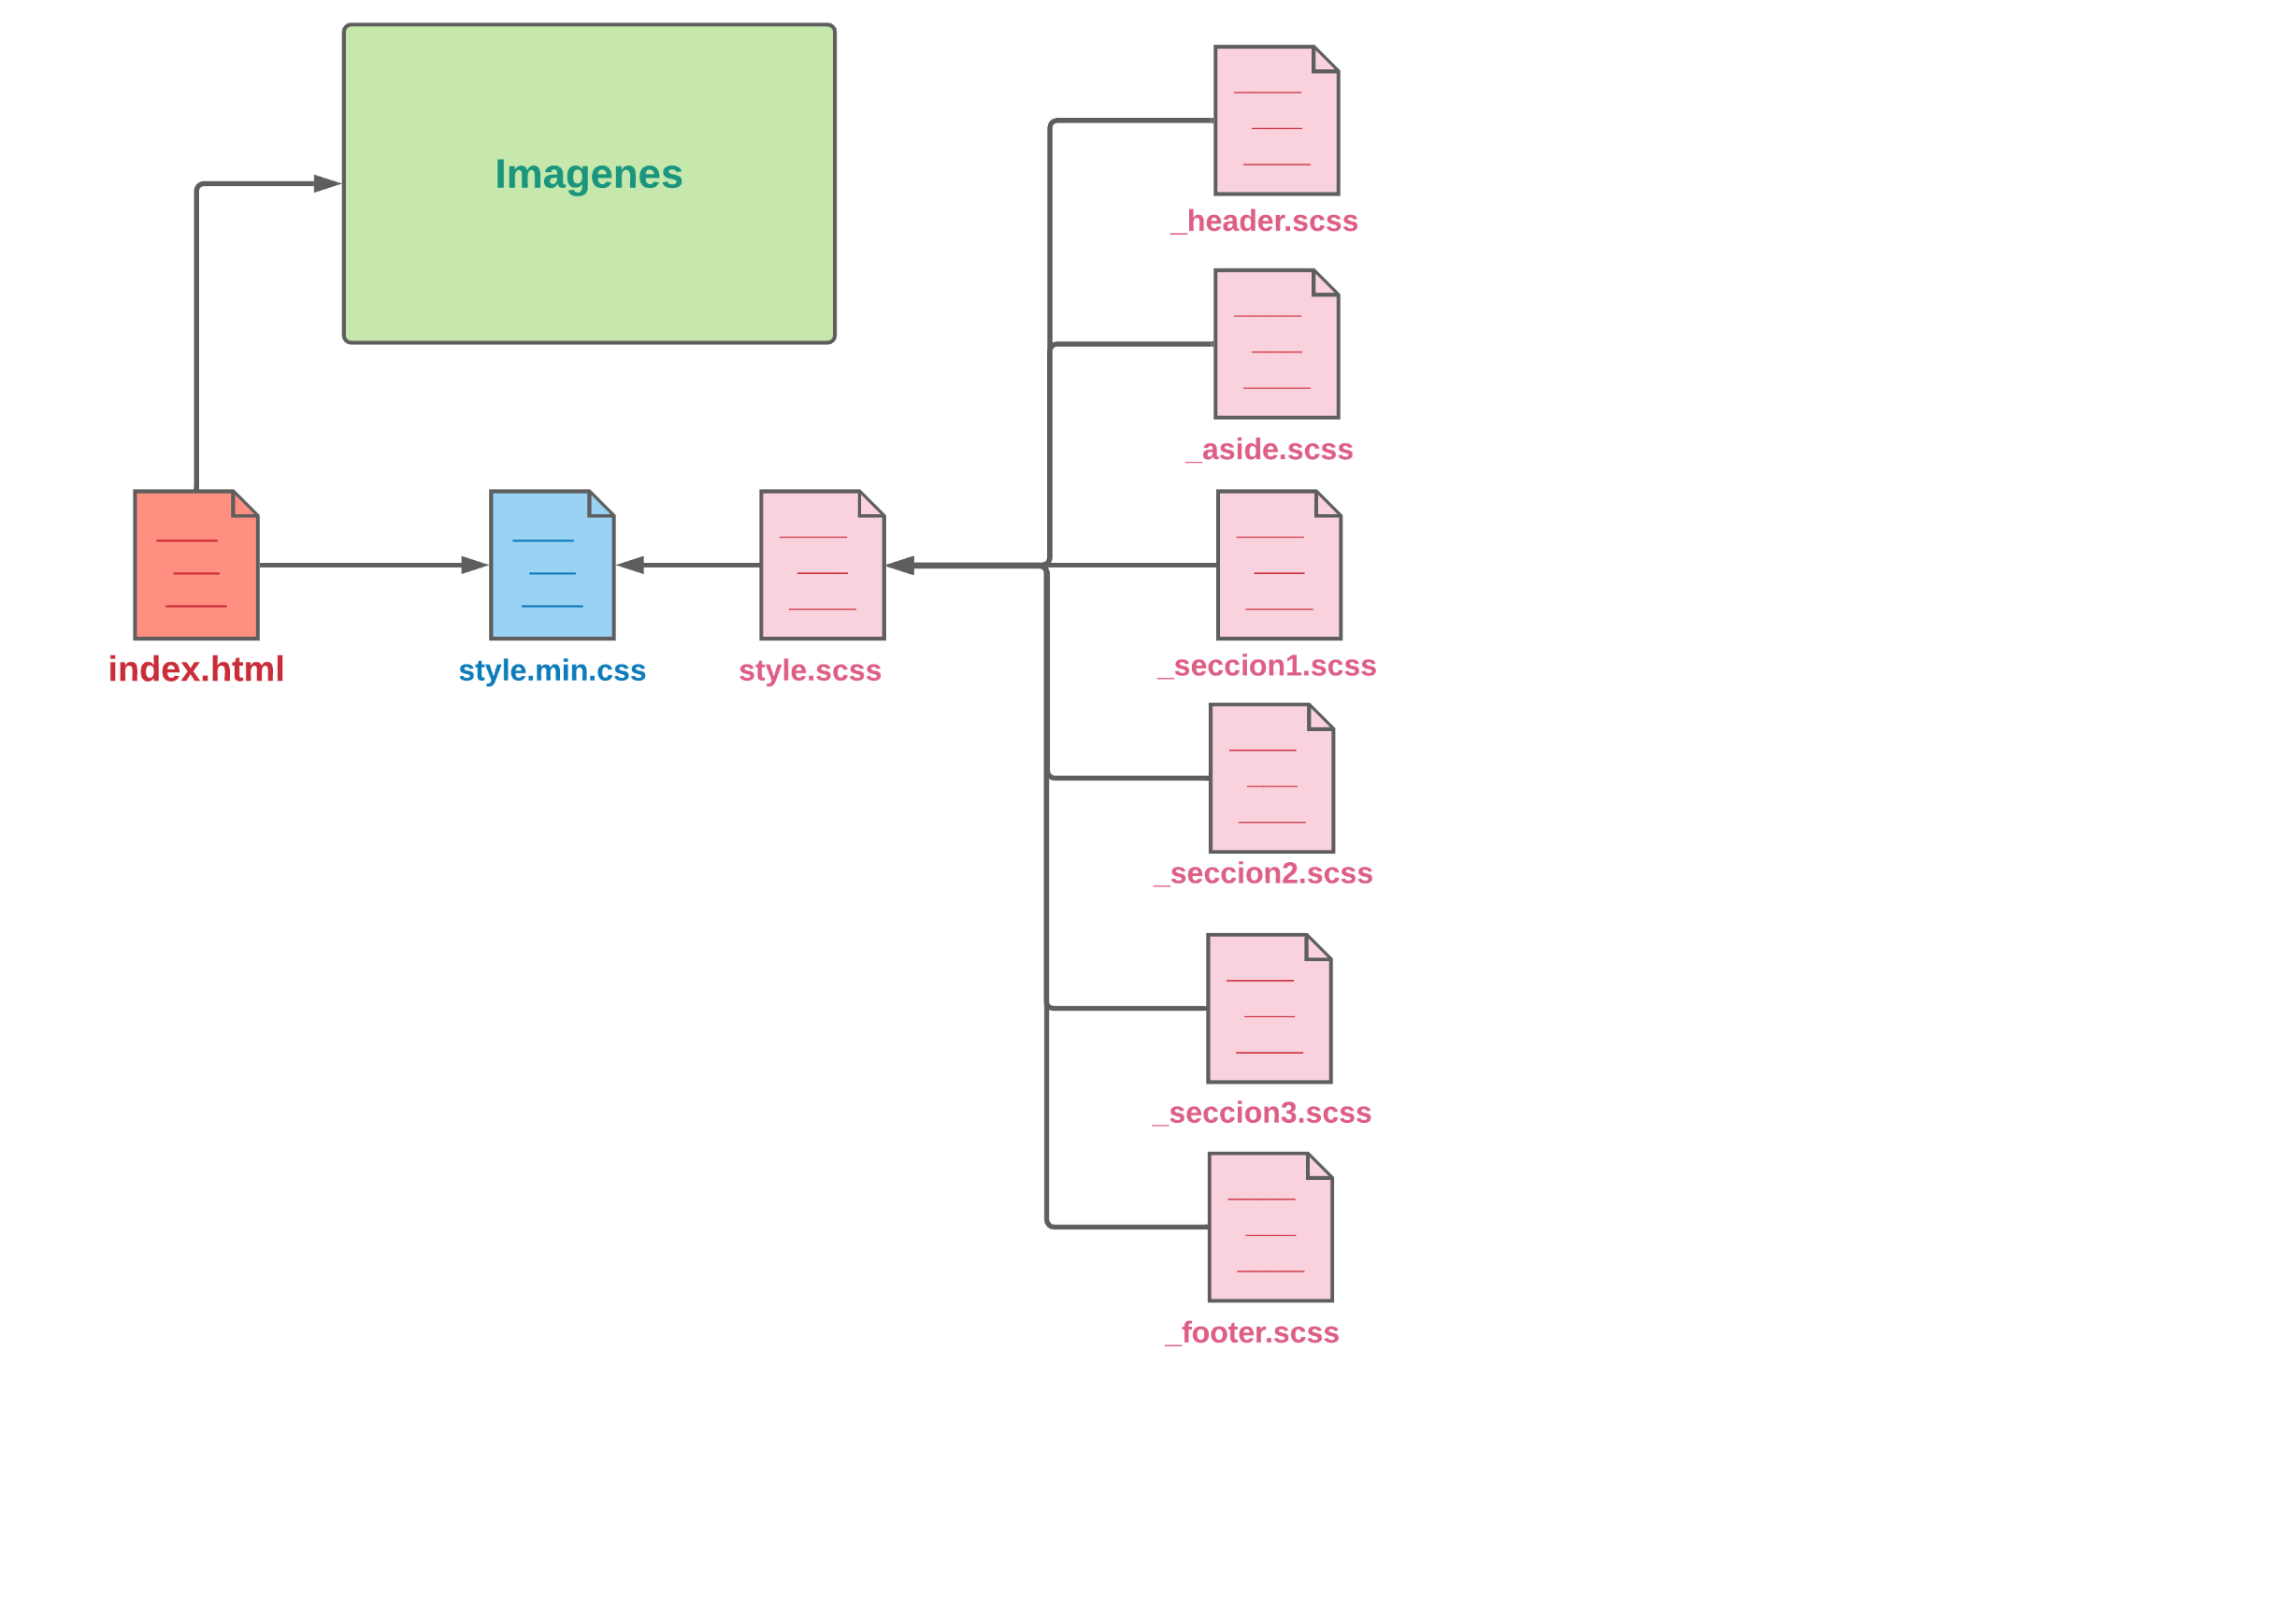 Imagenes
_header.scss
_aside.scss
index.html
style.min.css
style.scss
_seccion1.scss
_seccion2.scss
_seccion3.scss
_footer.scss